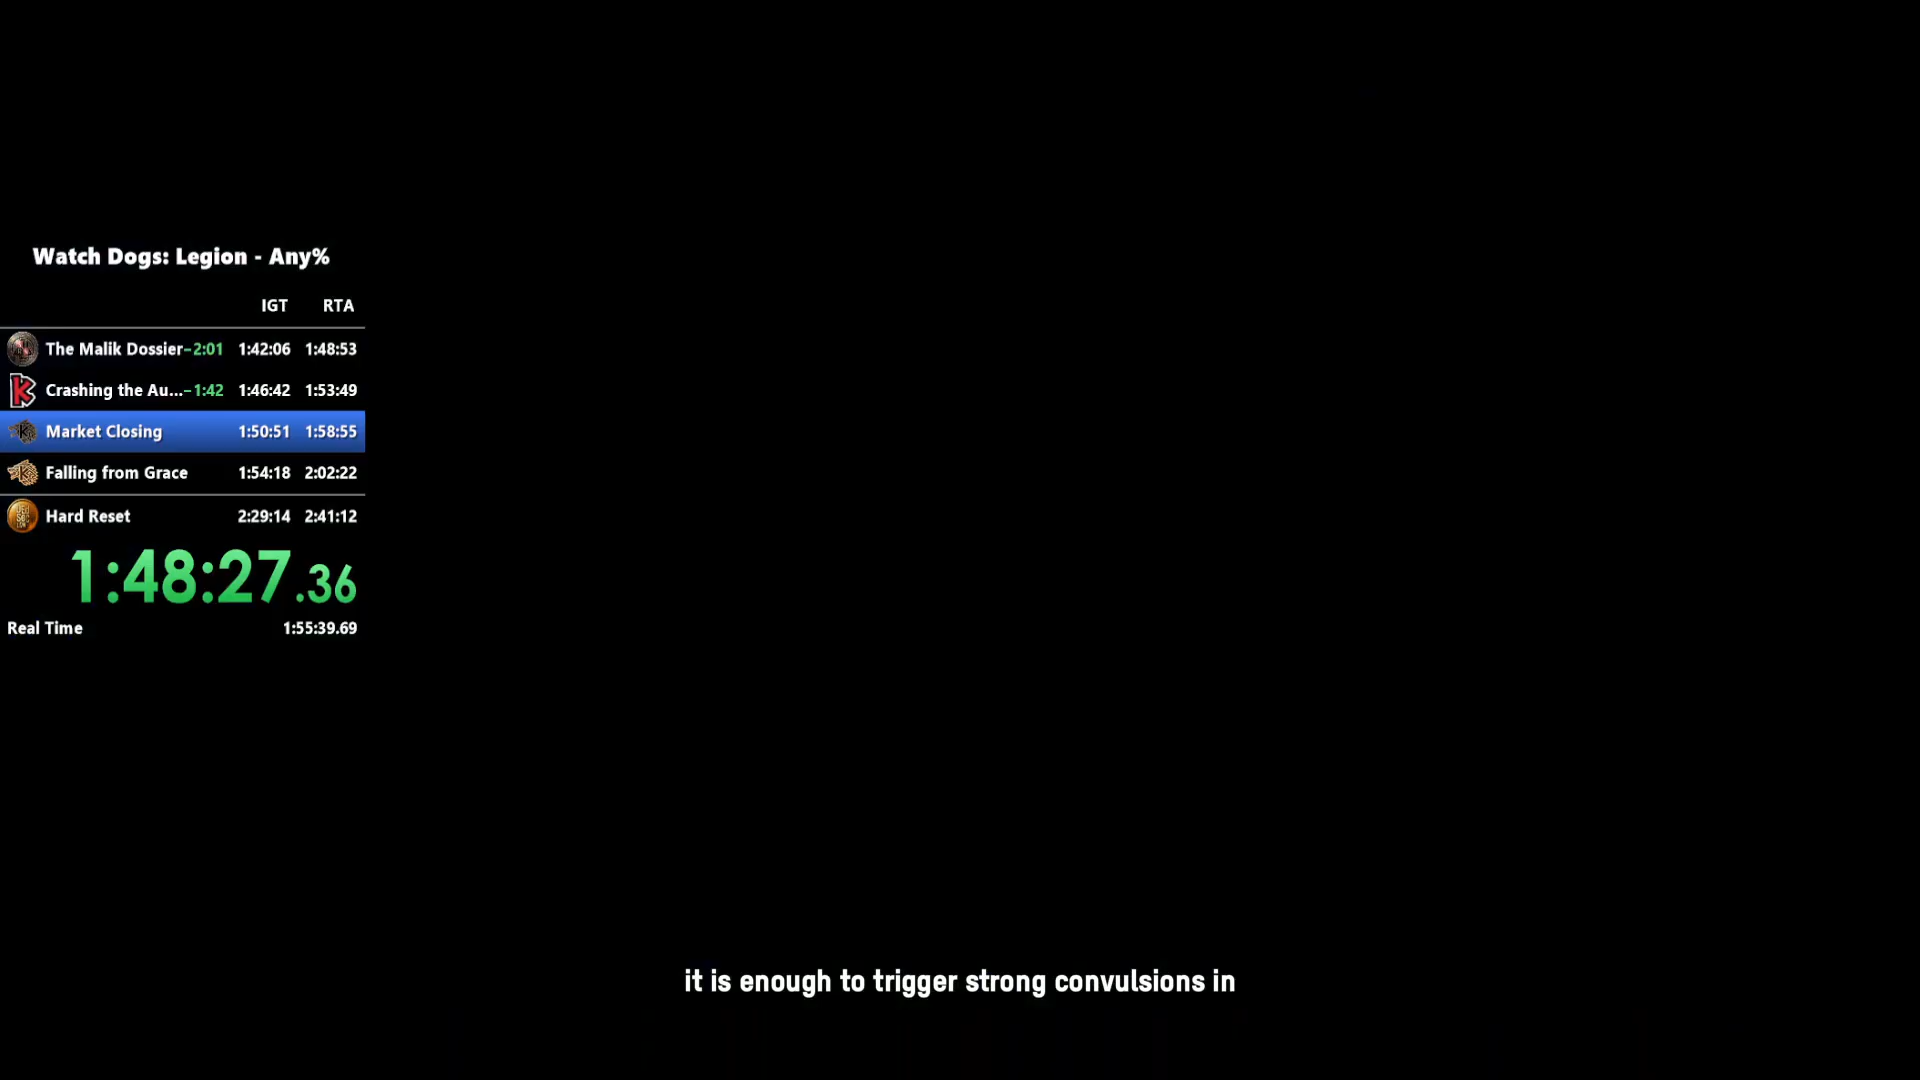 Watch Dogs: Legion - Any%
IGT RTA
The Malik Dossier -2:01 1:42:06 1:48:53
Crashing the Au... -1:42 1:46:42 1:53:49
Market Closing 1:50:51 1:58:55
Falling from Grace 1:54:18 2:02:22
Hard Reset 2:29:14 2:41:12
1:48:27.36
Real Time 1:55:39.69
it is enough to trigger strong convulsions in